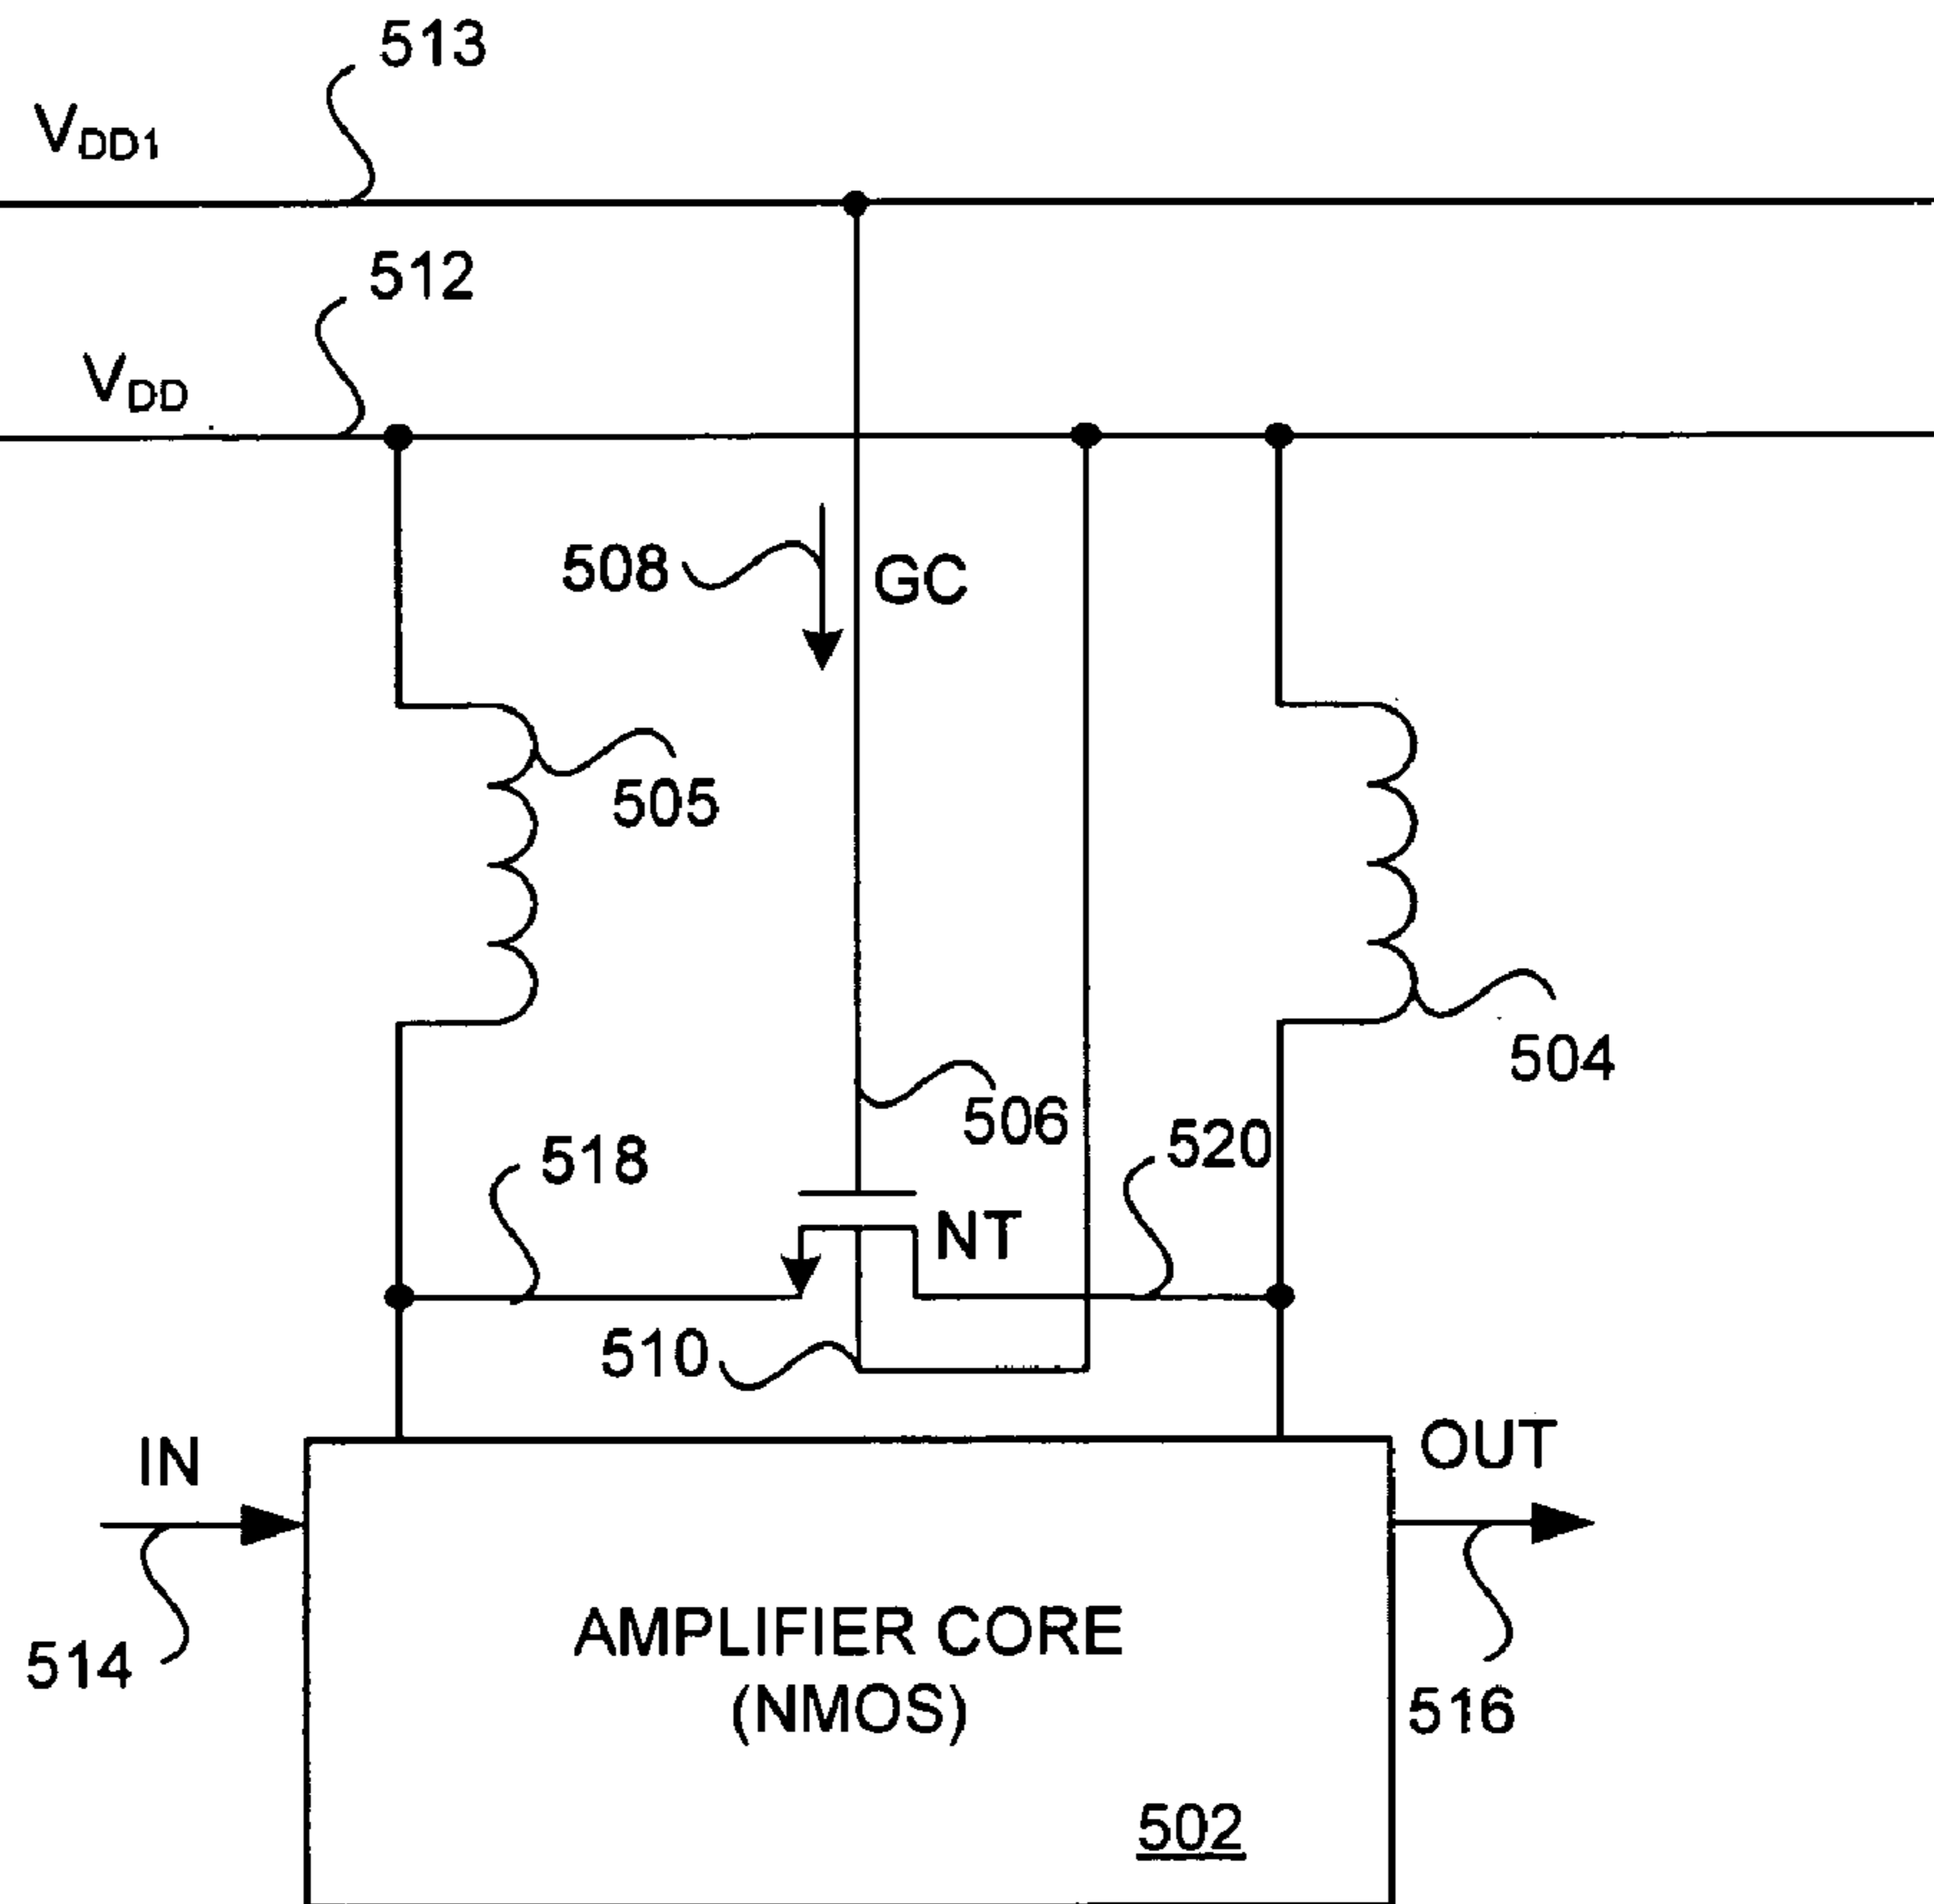 513
VDD1
512
VDD
508
GC
505
504
506
520
518
NT
510
IN
OUT
AMPLIFIER CORE
(NMOS)
514
516
502